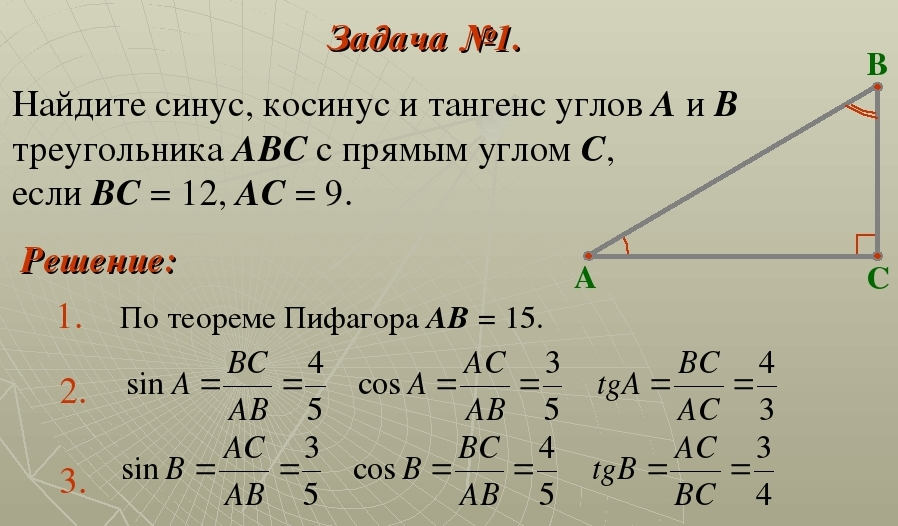 Задача №1.
Найдите синус, косинус и тангенс углов A и B
треугольника ABC с прямым углом C,
если BC = 12, AC = 9.
B
A
C
Решение:
1. По теореме Пифагора AB = 15.
2. sin A = BC/AB = 4/5 cos A = AC/AB = 3/5 tgA = BC/AC = 4/3
3. sin B = AC/AB = 3/5 cos B = BC/AB = 4/5 tgB = AC/BC = 3/4